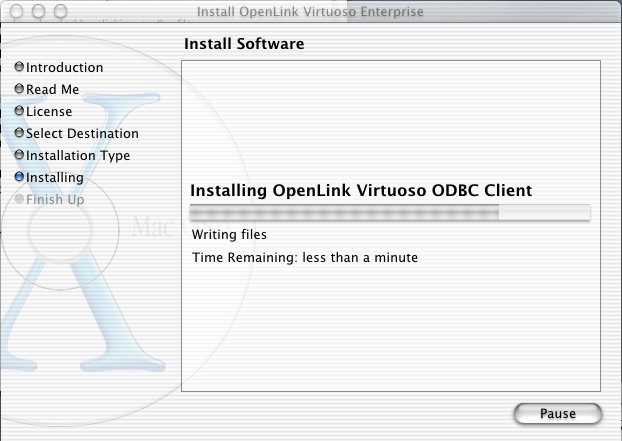 Install OpenLink Virtuoso Enterprise
Install Software
Introduction
Read Me
License
Select Destination
Installation Type
Installing
Finish Up
Mac
Installing OpenLink Virtuoso ODBC Client
Writing files
Time Remaining: less than a minute
Pause